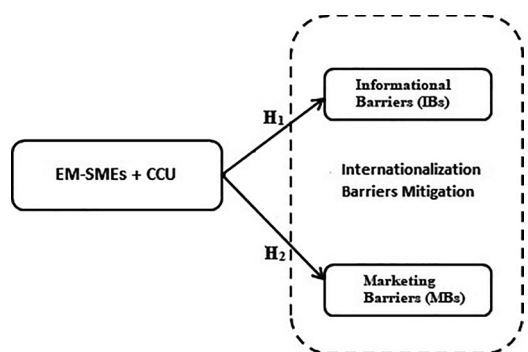 Informational
Barriers (IBs)
H1
EM-SMEs + CCU
Internationalization
Barriers Mitigation
H2
Marketing
Barriers (MBs)